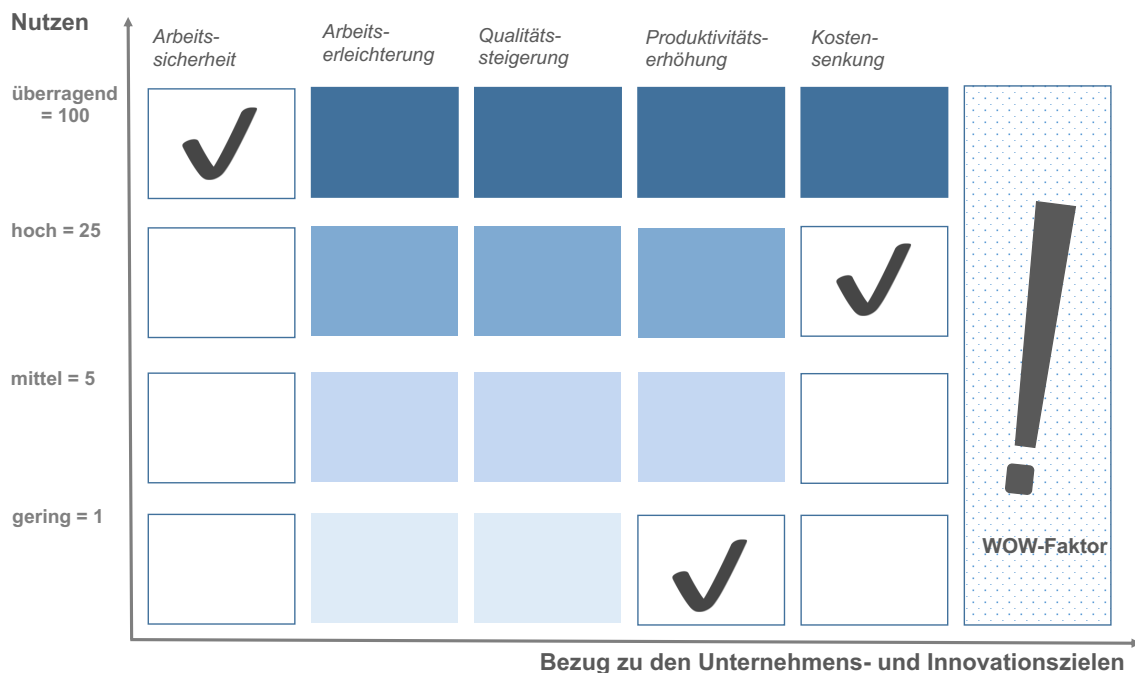 Nutzen
Arbeits-
sicherheit
Arbeits-
erleichterung
Qualitäts-
steigerung
Produktivitäts-
erhöhung
Kosten-
senkung
überragend
= 100
hoch = 25
mittel = 5
gering = 1
WOW-Faktor
Bezug zu den Unternehmens- und Innovationszielen